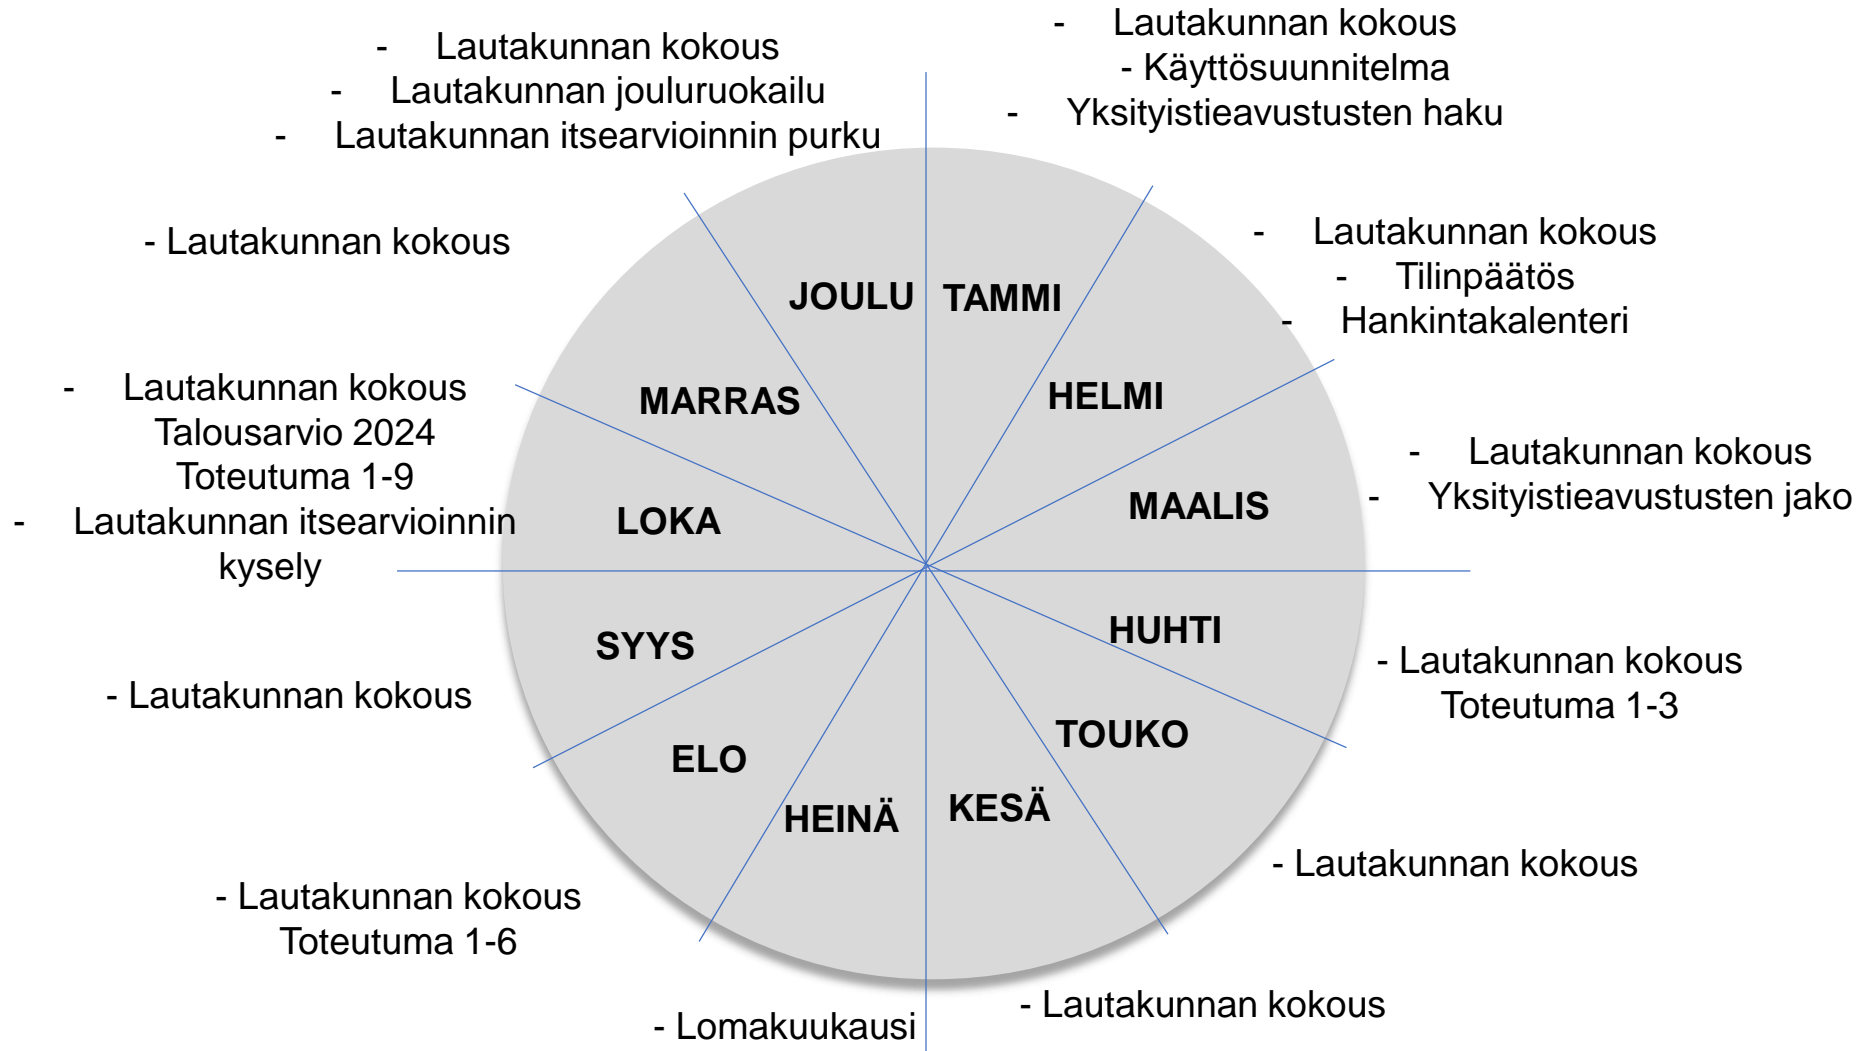 - Lautakunnan kokous
- Käyttösuunnitelma
- Yksityistieavustusten haku
- Lautakunnan kokous
- Lautakunnan jouluruokailu
- Lautakunnan itsearvioinnin purku
- Lautakunnan kokous
- Tilinpäätös
- Hankintakalenteri
- Lautakunnan kokous
JOULU
TAMMI
MARRAS
HELMI
- Lautakunnan kokous
Talousarvio 2024
Toteutuma 1-9
- Lautakunnan itsearvioinnin
kysely
LOKA
MAALIS
- Lautakunnan kokous
- Yksityistieavustusten jako
SYYS
HUHTI
- Lautakunnan kokous
Toteutuma 1-3
- Lautakunnan kokous
ELO
TOUKO
HEINÄ
KESÄ
- Lautakunnan kokous
- Lautakunnan kokous
Toteutuma 1-6
- Lomakuukausi
- Lautakunnan kokous